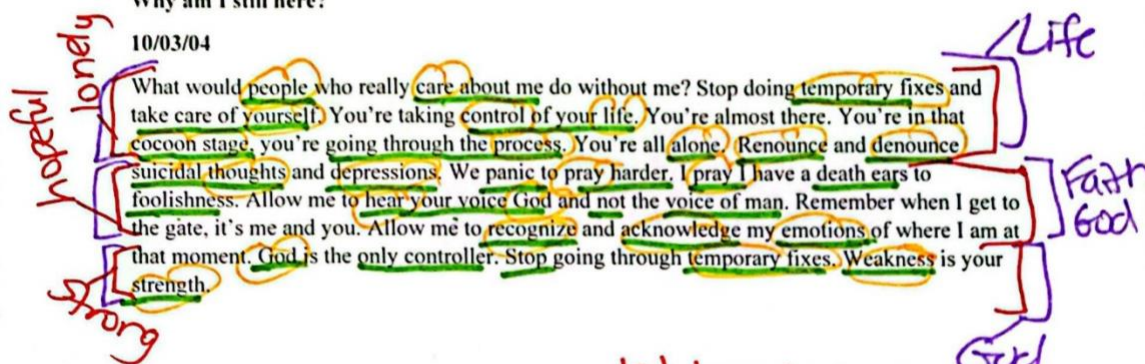 Why am I still here?
10/03/04
What would people who really care about me do without me? Stop doing temporary fixes and
take care of yourself. You're taking control of your life. You're almost there. You're in that
cocoon stage, you're going through the process. You're all alone. Renounce and denounce
suicidal thoughts and depressions. We panic to pray harder. I pray I have a death ears to
foolishness. Allow me to hear your voice God and not the voice of man. Remember when I get to
the gate, it's me and you. Allow me to recognize and acknowledge my emotions of where I am at
that moment. God is the only controller. Stop going through temporary fixes. Weakness is your
strength.
lonely
hopeful
Life
Faith
God
God